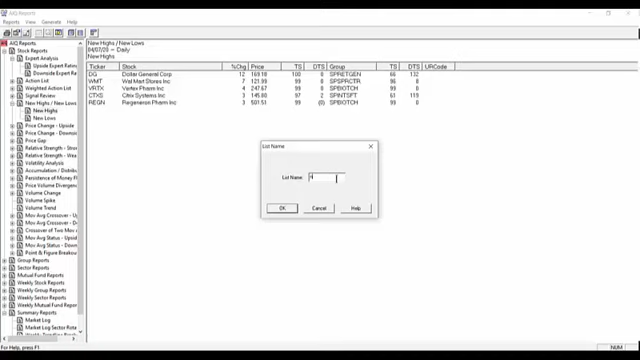 AIQ Reports
Reports View Generate Help
AIQ Reports
Stock Reports
Expert Analysis
Upside Expert Rating
Downside Expert Ra
Action List
Weighted Action List
Signal Review
New Highs / New Lows
New Highs
New Lows
Price Change - Upside
Price Change - Downsi
Price Gap
Relative Strength - Stro
Relative Strength - Wea
Volatility Analysis
Accumulation / Distribu
Persistence of Money F
Price Volume Divergenc
Volume Change
Volume Spike
Volume Trend
Mov Avg Crossover - Up
Mov Avg Crossover - Do
Crossover of Two Mov
Mov Avg Status - Upsid
Mov Avg Status - Down
Point & Figure Breakout
Group Reports
Sector Reports
Mutual Fund Reports
Weekly Stock Reports
Weekly Group Reports
Weekly Sector Reports
Weekly Mutual Fund Reports
Summary Reports
Market Log
Market Log Sector Rota
New Highs / New Lows
04/07/20 -- Daily
New Highs
Ticker Stock %Chg Price TS DTS Group TS DTS URCode
DG Dollar General Corp 12 169.18 100 0 SPRETGEN 66 132
WMT Wal Mart Stores Inc 7 121.99 99 0 SPSPRCTR 96 0
VRTX Vertex Pharm Inc 4 247.67 99 0 SPBIOTCH 99 0
CTXS Citrix Systems Inc 3 145.80 97 2 SPINTSFT 61 119
REGN Regeneron Pharm Inc 3 501.51 99 (0) SPBIOTCH 99 0
List Name
List Name
OK Cancel Help
For Help, press F1
NUM